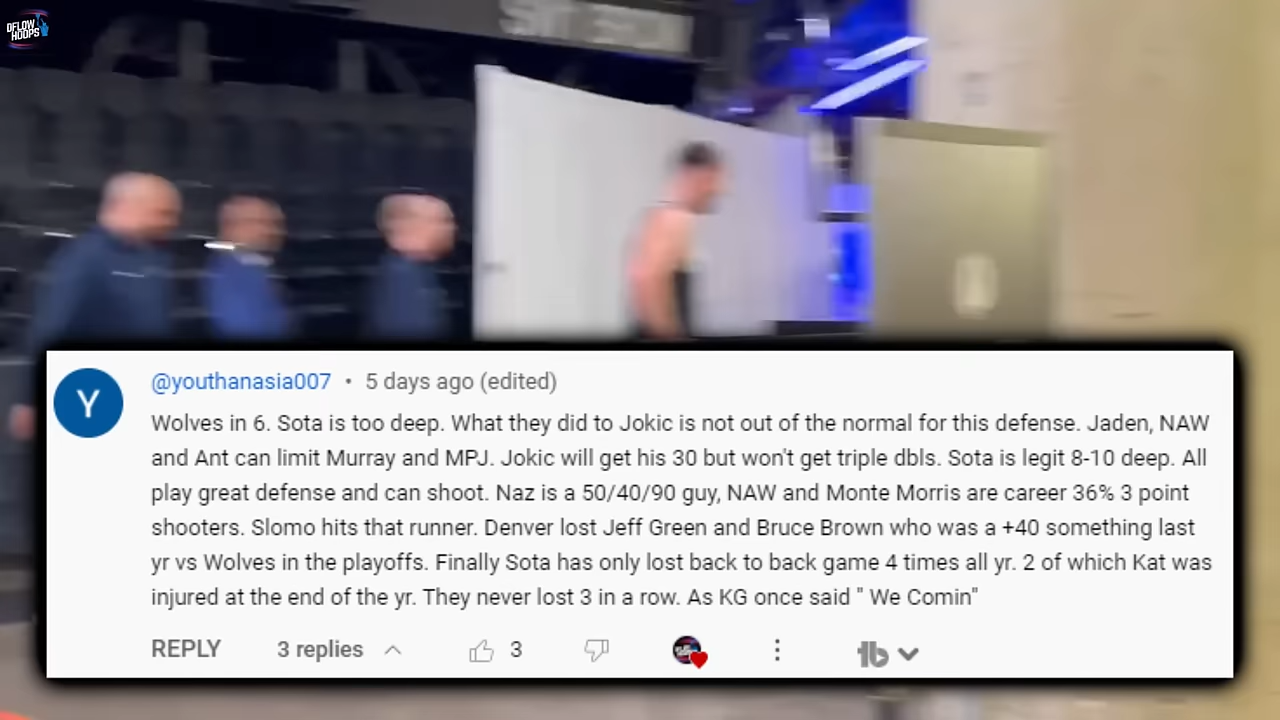 DFLOW
HOOPS
Y
@youthanasia007 • 5 days ago (edited)
Wolves in 6. Sota is too deep. What they did to Jokic is not out of the normal for this defense. Jaden, NAW
and Ant can limit Murray and MPJ. Jokic will get his 30 but won't get triple dbls. Sota is legit 8-10 deep. All
play great defense and can shoot. Naz is a 50/40/90 guy, NAW and Monte Morris are career 36% 3 point
shooters. Slomo hits that runner. Denver lost Jeff Green and Bruce Brown who was a +40 something last
yr vs Wolves in the playoffs. Finally Sota has only lost back to back game 4 times all yr. 2 of which Kat was
injured at the end of the yr. They never lost 3 in a row. As KG once said " We Comin"
REPLY 3 replies 3 tb